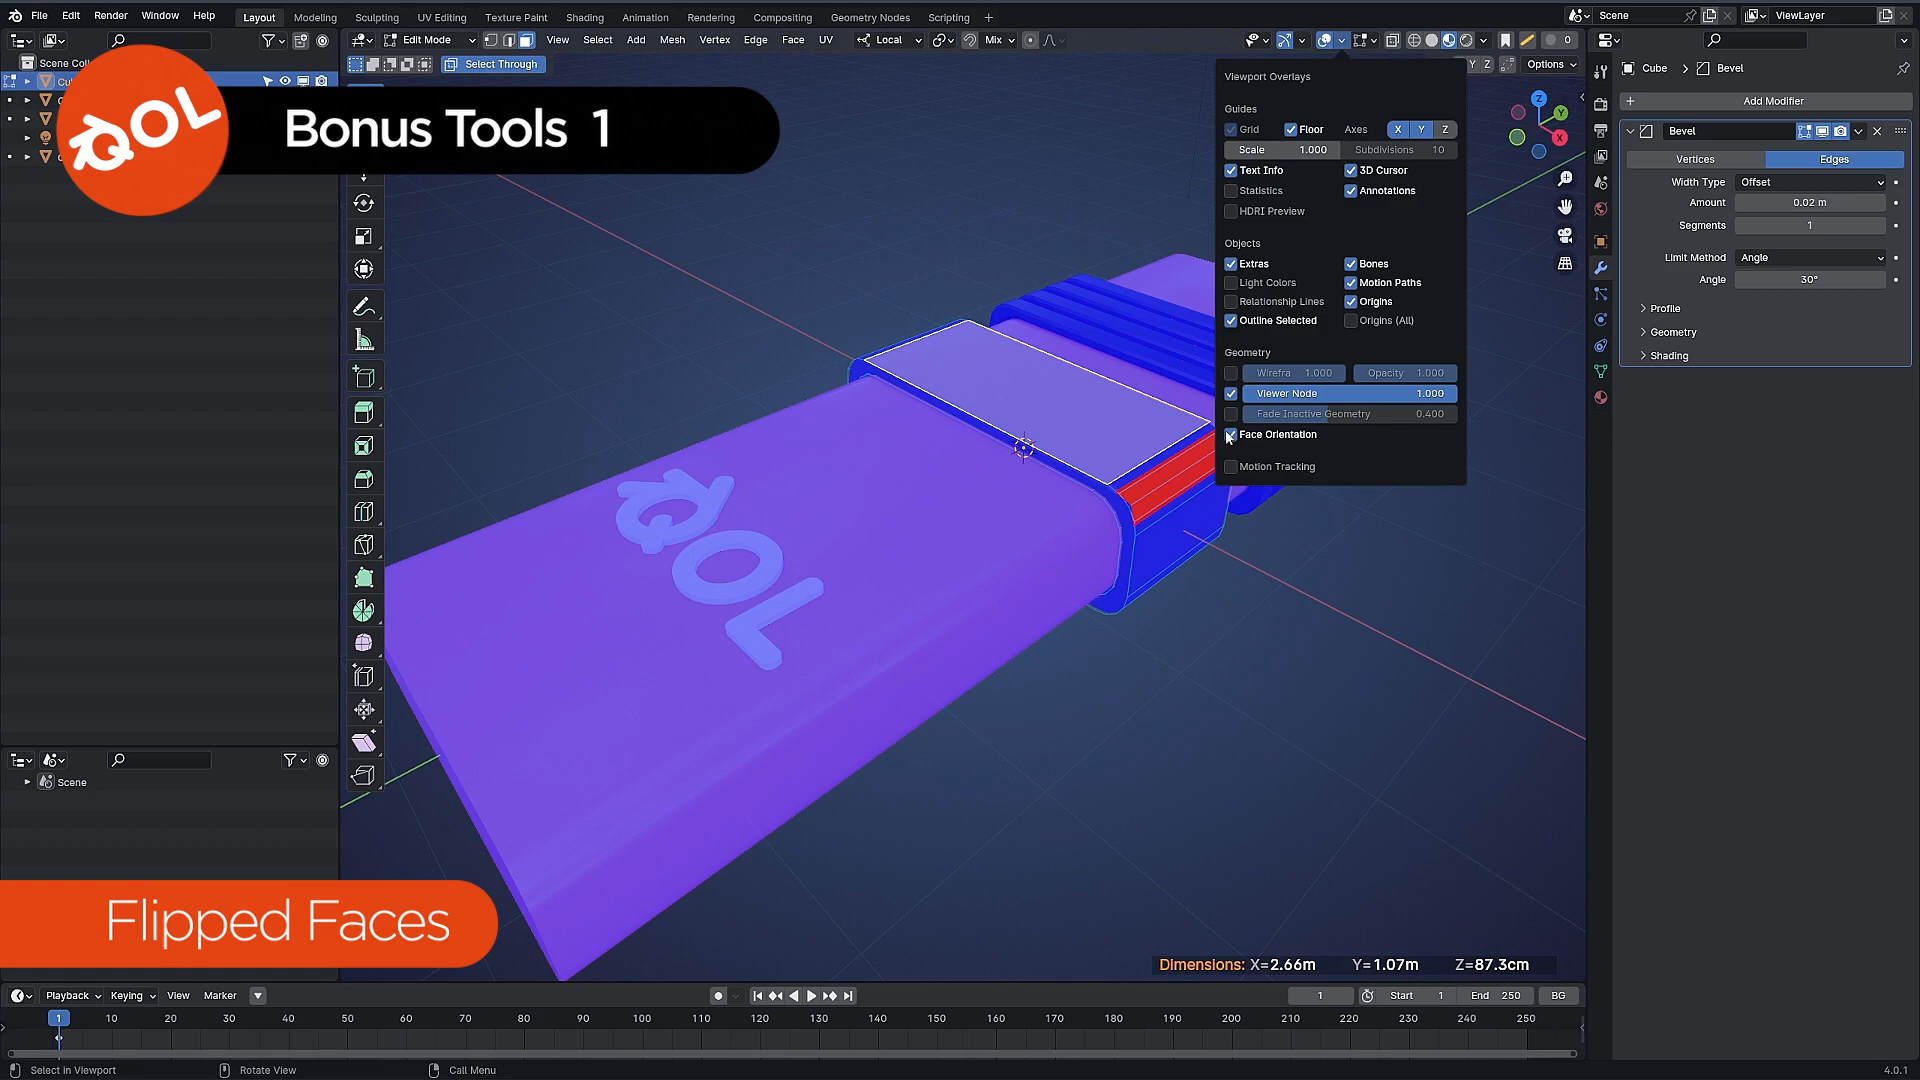 File Edit Render Window Help
Layout Modeling Sculpting UV Editing Texture Paint Shading Animation Rendering Compositing Geometry Nodes Scripting +
Scene
ViewLayer
Edit Mode View Select Add Mesh Vertex Edge Face UV Local Mix 0
Select Through
Y Z Options
Scene Coll
QOL
Bonus Tools 1
Viewport Overlays
Guides
Grid Floor Axes X Y Z
Scale 1.000 Subdivisions 10
Text Info 3D Cursor
Statistics Annotations
HDRI Preview
Objects
Extras Bones
Light Colors Motion Paths
Relationship Lines Origins
Outline Selected Origins (All)
Geometry
Wirefra 1.000 Opacity 1.000
Viewer Node 1.000
Fade Inactive Geometry 0.400
Face Orientation
Motion Tracking
Z
Y
X
Cube > Bevel
+ Add Modifier
Bevel
Vertices Edges
Width Type Offset
Amount 0.02 m
Segments 1
Limit Method Angle
Angle 30°
Profile
Geometry
Shading
QOL
Scene
Flipped Faces
Dimensions: X=2.66m Y=1.07m Z=87.3cm
Playback Keying View Marker
1 Start 1 End 250 BG
1 10 20 30 40 50 60 70 80 90 100 110 120 130 140 150 160 170 180 190 200 210 220 230 240 250
Select in Viewport Rotate View Call Menu 4.0.1